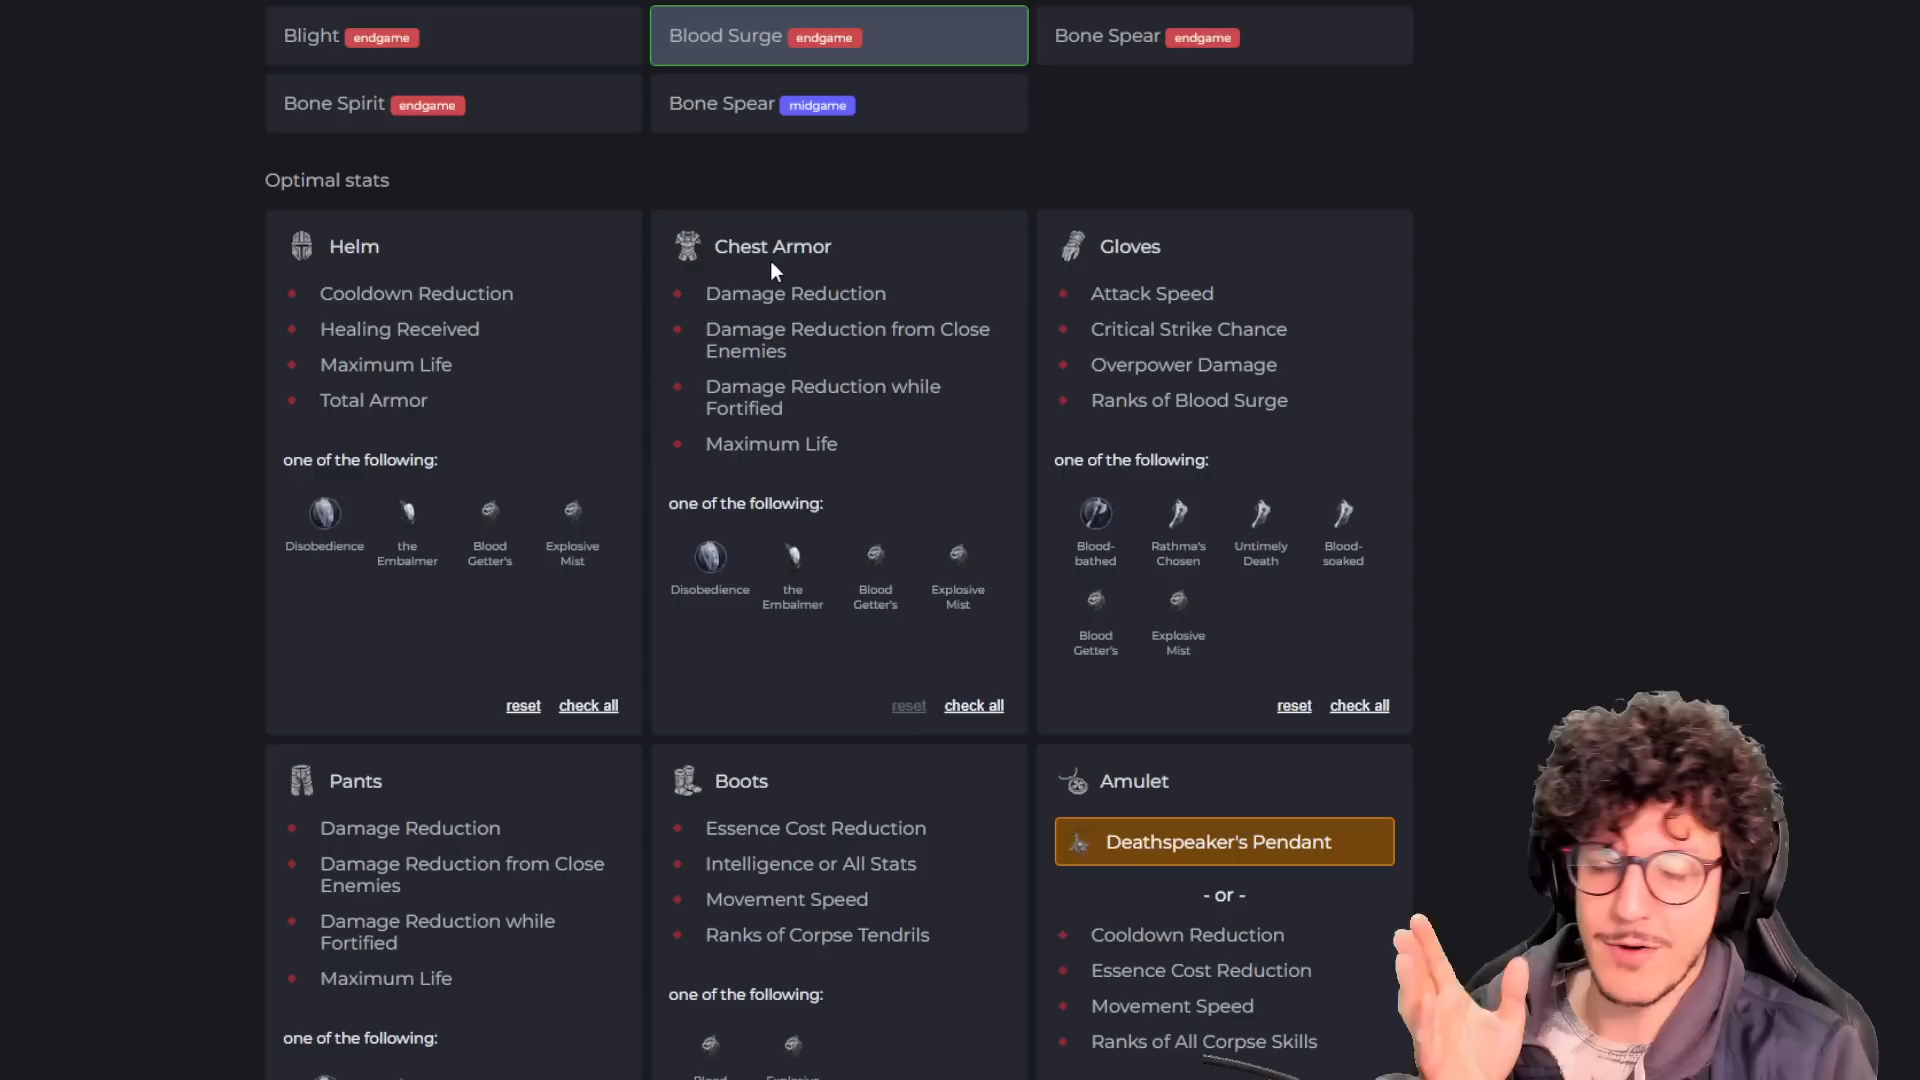 Blight endgame
Blood Surge endgame
Bone Spear endgame
Bone Spirit endgame
Bone Spear midgame
Optimal stats
Helm
Cooldown Reduction
Healing Received
Maximum Life
Total Armor
one of the following:
Disobedience
the
Embalmer
Blood
Getter's
Explosive
Mist
reset check all
Chest Armor
Damage Reduction
Damage Reduction from Close
Enemies
Damage Reduction while
Fortified
Maximum Life
one of the following:
Disobedience
the
Embalmer
Blood
Getter's
Explosive
Mist
reset check all
Gloves
Attack Speed
Critical Strike Chance
Overpower Damage
Ranks of Blood Surge
one of the following:
Blood-
bathed
Rathma's
Chosen
Untimely
Death
Blood-
soaked
Blood
Getter's
Explosive
Mist
reset check all
Pants
Damage Reduction
Damage Reduction from Close
Enemies
Damage Reduction while
Fortified
Maximum Life
one of the following:
Boots
Essence Cost Reduction
Intelligence or All Stats
Movement Speed
Ranks of Corpse Tendrils
one of the following:
Amulet
Deathspeaker's Pendant
- or -
Cooldown Reduction
Essence Cost Reduction
Movement Speed
Ranks of All Corpse Skills